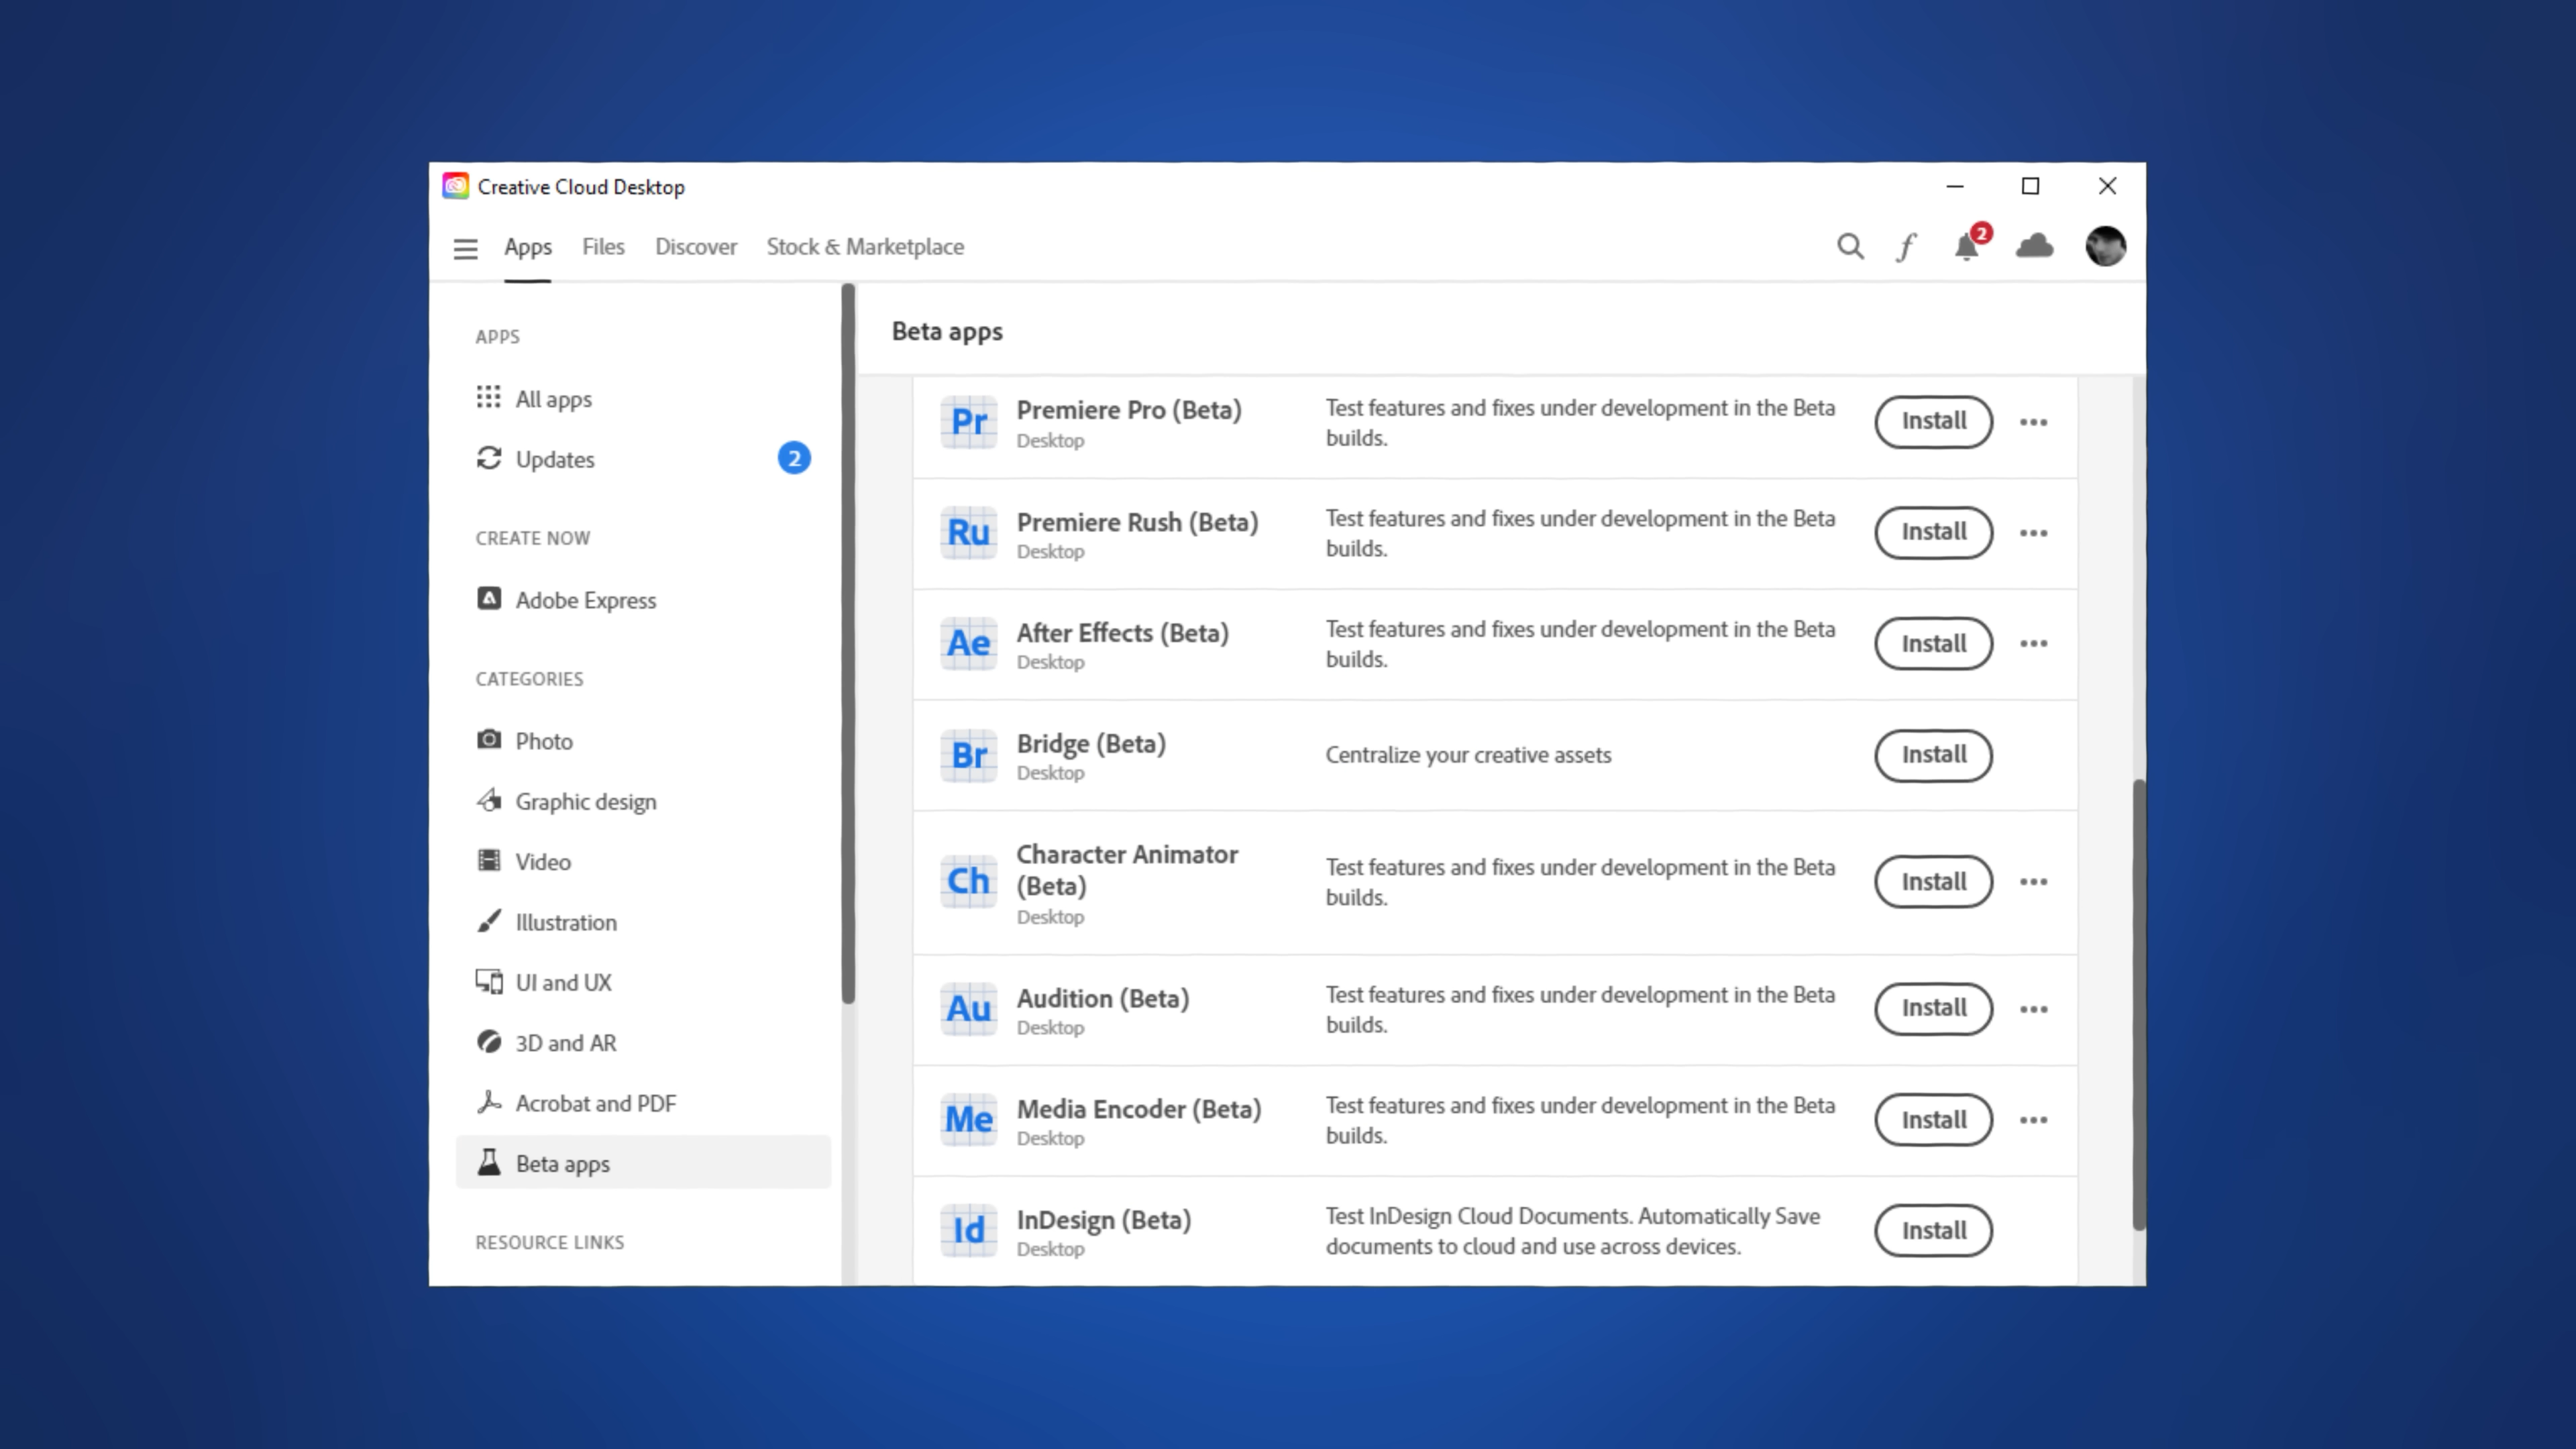 Creative Cloud Desktop
Apps Files Discover Stock & Marketplace
2
APPS
All apps
Updates 2
CREATE NOW
Adobe Express
CATEGORIES
Photo
Graphic design
Video
Illustration
UI and UX
3D and AR
Acrobat and PDF
Beta apps
RESOURCE LINKS
Beta apps
Pr Premiere Pro (Beta)
Desktop
Test features and fixes under development in the Beta
builds.
Install
Ru Premiere Rush (Beta)
Desktop
Test features and fixes under development in the Beta
builds.
Install
Ae After Effects (Beta)
Desktop
Test features and fixes under development in the Beta
builds.
Install
Br Bridge (Beta)
Desktop
Centralize your creative assets
Install
Ch Character Animator
(Beta)
Desktop
Test features and fixes under development in the Beta
builds.
Install
Au Audition (Beta)
Desktop
Test features and fixes under development in the Beta
builds.
Install
Me Media Encoder (Beta)
Desktop
Test features and fixes under development in the Beta
builds.
Install
Id InDesign (Beta)
Desktop
Test InDesign Cloud Documents. Automatically Save
documents to cloud and use across devices.
Install